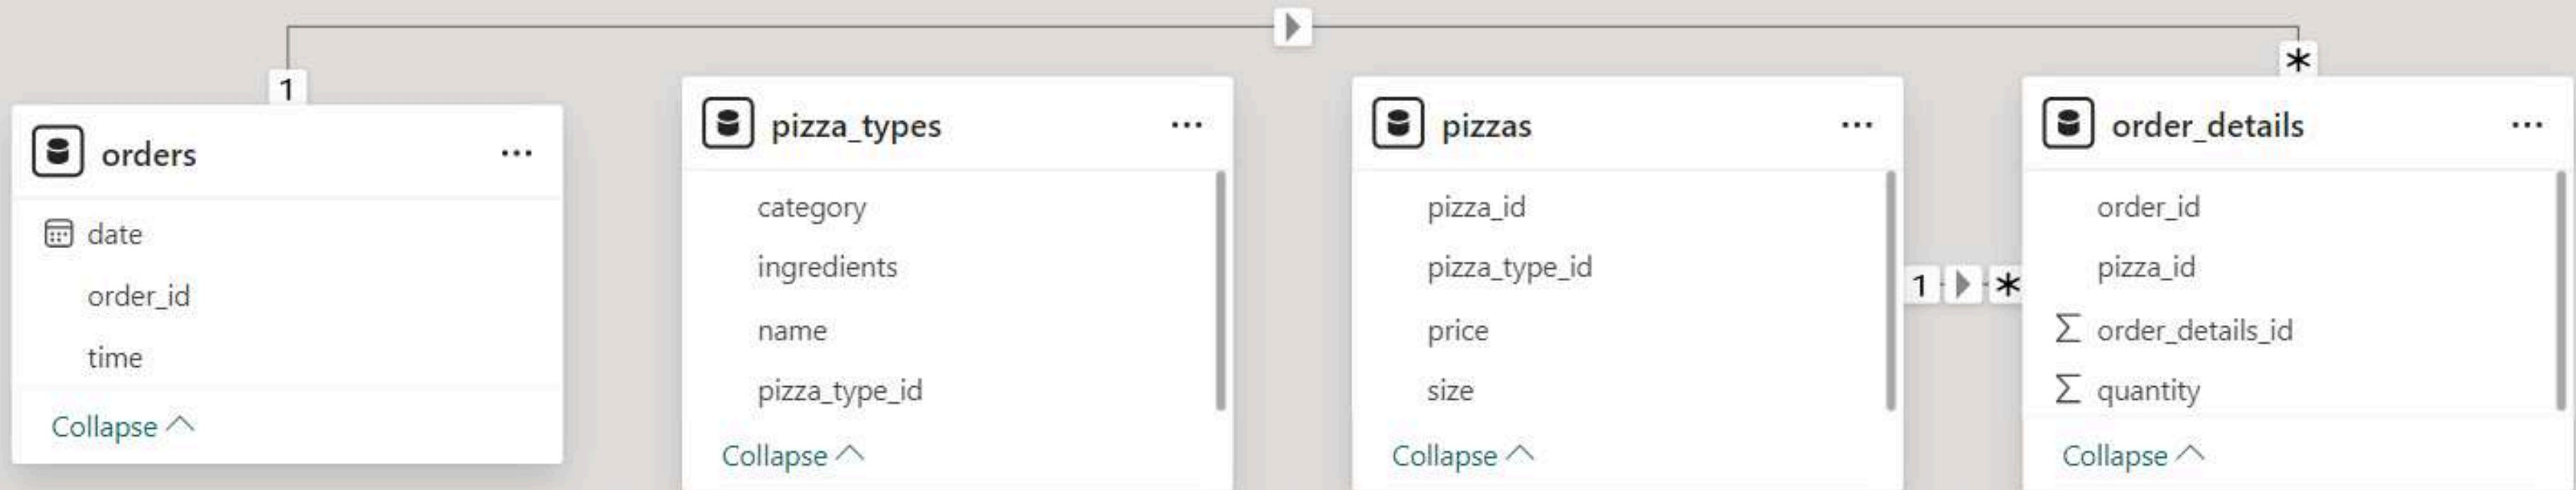 1
*
orders
date
order_id
time
Collapse
pizza_types
category
ingredients
name
pizza_type_id
Collapse
pizzas
pizza_id
pizza_type_id
price
size
Collapse
1
*
order_details
order_id
pizza_id
Σ order_details_id
Σ quantity
Collapse